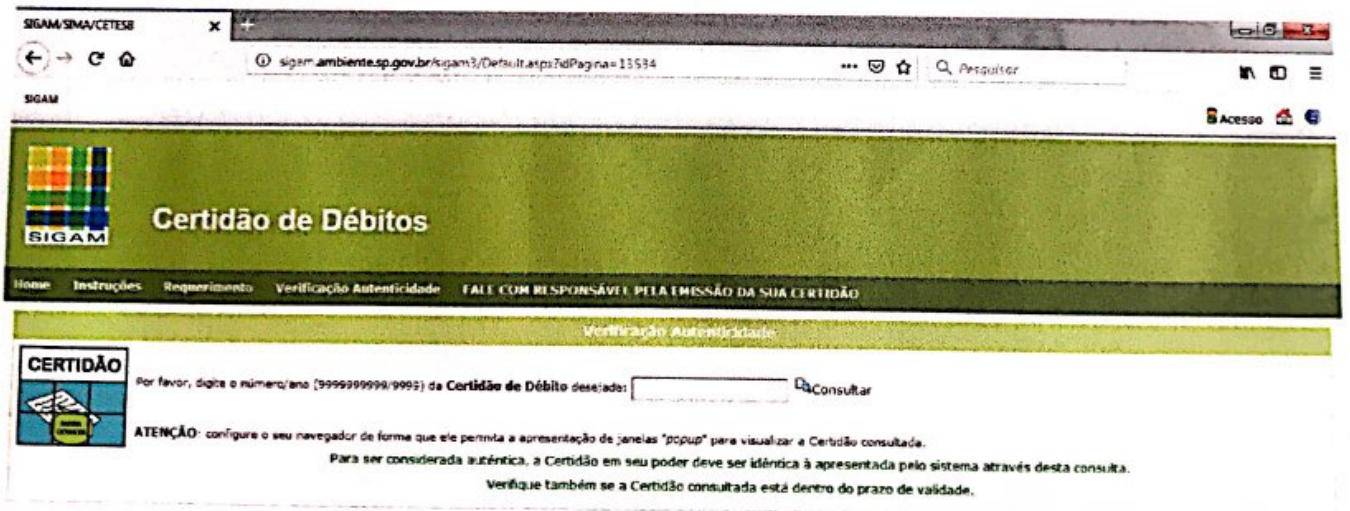 SIGAM/SIMA/CETESB
sigam.ambiente.sp.gov.br/sigam3/Default.aspx?idPagina=13534
Pesquisar
SIGAM
Acesso
SIGAM
Certidão de Débitos
Home Instruções Requerimento Verificação Autenticidade FALE COM RESPONSÁVEL PELA EMISSÃO DA SUA CERTIDÃO
Verificação Autenticidade
CERTIDÃO
Por favor, digite o número/ano (9999999999/9999) da Certidão de Débito desejada: Consultar
ATENÇÃO: configure o seu navegador de forma que ele permita a apresentação de janelas "popup" para visualizar a Certidão consultada.
Para ser considerada autêntica, a Certidão em seu poder deve ser idêntica à apresentada pelo sistema através desta consulta.
Verifique também se a Certidão consultada está dentro do prazo de validade.